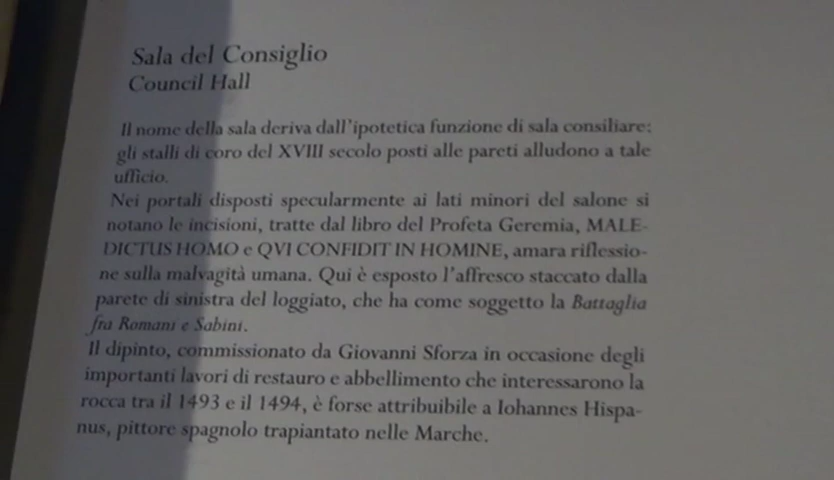 Sala del Consiglio
Council Hall
Il nome della sala deriva dall'ipotetica funzione di sala consiliare:
gli stalli di coro del XVIII secolo posti alle pareti alludono a tale
ufficio.
Nei portali disposti specularmente ai lati minori del salone si
notano le incisioni, tratte dal libro del Profeta Geremia, MALE-
DICTUS HOMO e QVI CONFIDIT IN HOMINE, amara riflessio-
ne sulla malvagità umana. Qui è esposto l'affresco staccato dalla
parete di sinistra del loggiato, che ha come soggetto la Battaglia
fra Romani e Sabini.
Il dipinto, commissionato da Giovanni Sforza in occasione degli
importanti lavori di restauro e abbellimento che interessarono la
rocca tra il 1493 e il 1494, è forse attribuibile a Iohannes Hispa-
nus, pittore spagnolo trapiantato nelle Marche.